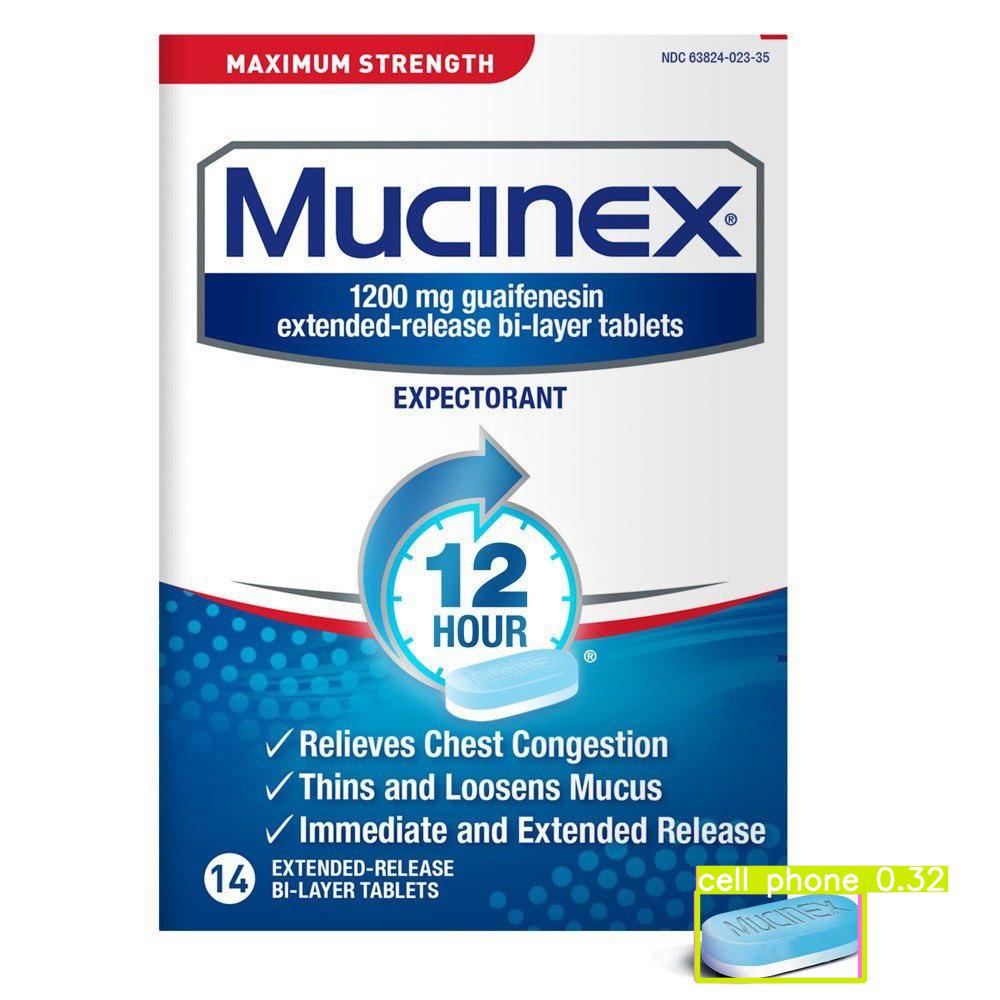 MAXIMUM STRENGTH
NDC 63824-023-35
Mucinex®
1200 mg guaifenesin
extended-release bi-layer tablets
EXPECTORANT
12
HOUR
MUCINEX
®
✓ Relieves Chest Congestion
✓ Thins and Loosens Mucus
✓ Immediate and Extended Release
14 EXTENDED-RELEASE
BI-LAYER TABLETS
cell phone 0.32
Mucinex